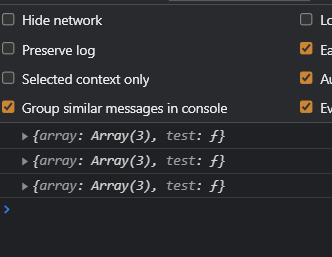 Hide network
Lo
Preserve log
Ea
Selected context only
Au
Group similar messages in console
Ev
{array: Array(3), test: ƒ}
{array: Array(3), test: ƒ}
{array: Array(3), test: ƒ}